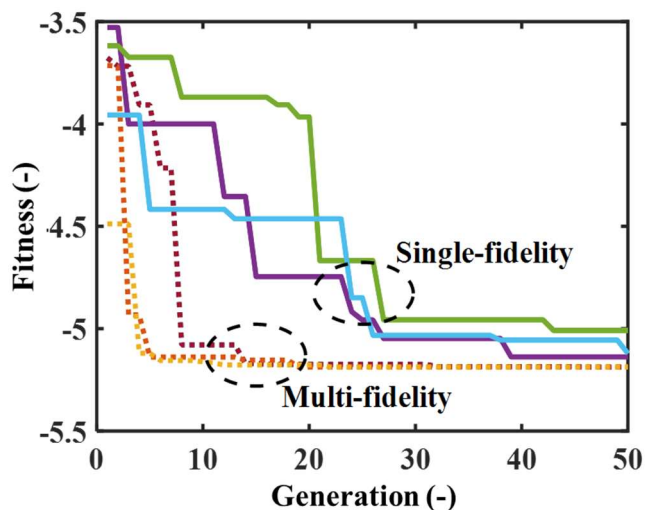 -3.5
-4
-4.5
-5
-5.5
Fitness (-)
Single-fidelity
Multi-fidelity
0 10 20 30 40 50
Generation (-)